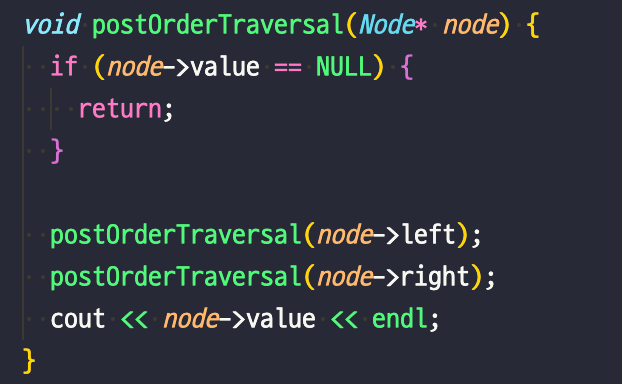 void postOrderTraversal(Node* node) {
  if (node->value == NULL) {
    return;
  }
  postOrderTraversal(node->left);
  postOrderTraversal(node->right);
  cout << node->value << endl;
}